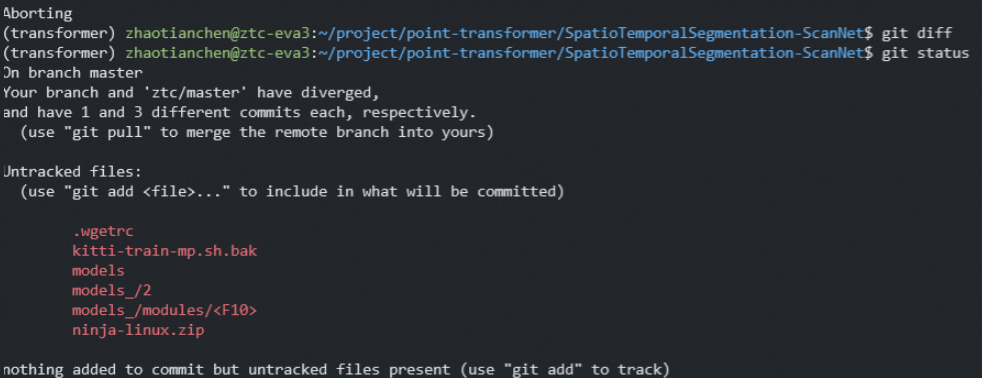 Aborting
(transformer) zhaotianchen@ztc-eva3:~/project/point-transformer/SpatioTemporalSegmentation-ScanNet$ git diff
(transformer) zhaotianchen@ztc-eva3:~/project/point-transformer/SpatioTemporalSegmentation-ScanNet$ git status
On branch master
Your branch and 'ztc/master' have diverged,
and have 1 and 3 different commits each, respectively.
(use "git pull" to merge the remote branch into yours)
Untracked files:
(use "git add <file>..." to include in what will be committed)
.wgetrc
kitti-train-mp.sh.bak
models
models_/2
models_/modules/<F10>
ninja-linux.zip
nothing added to commit but untracked files present (use "git add" to track)